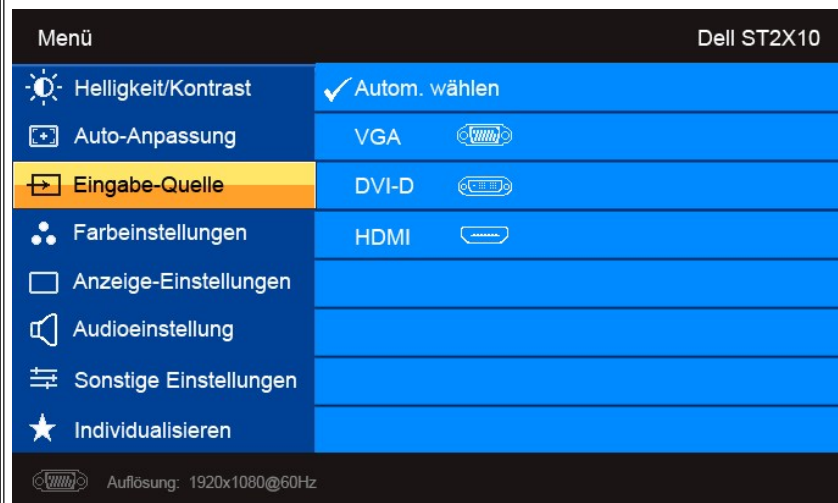 Menü Dell ST2X10
Helligkeit/Kontrast Autom. wählen
Auto-Anpassung VGA
Eingabe-Quelle DVI-D
Farbeinstellungen HDMI
Anzeige-Einstellungen
Audioeinstellung
Sonstige Einstellungen
Individualisieren
Auflösung: 1920x1080@60Hz